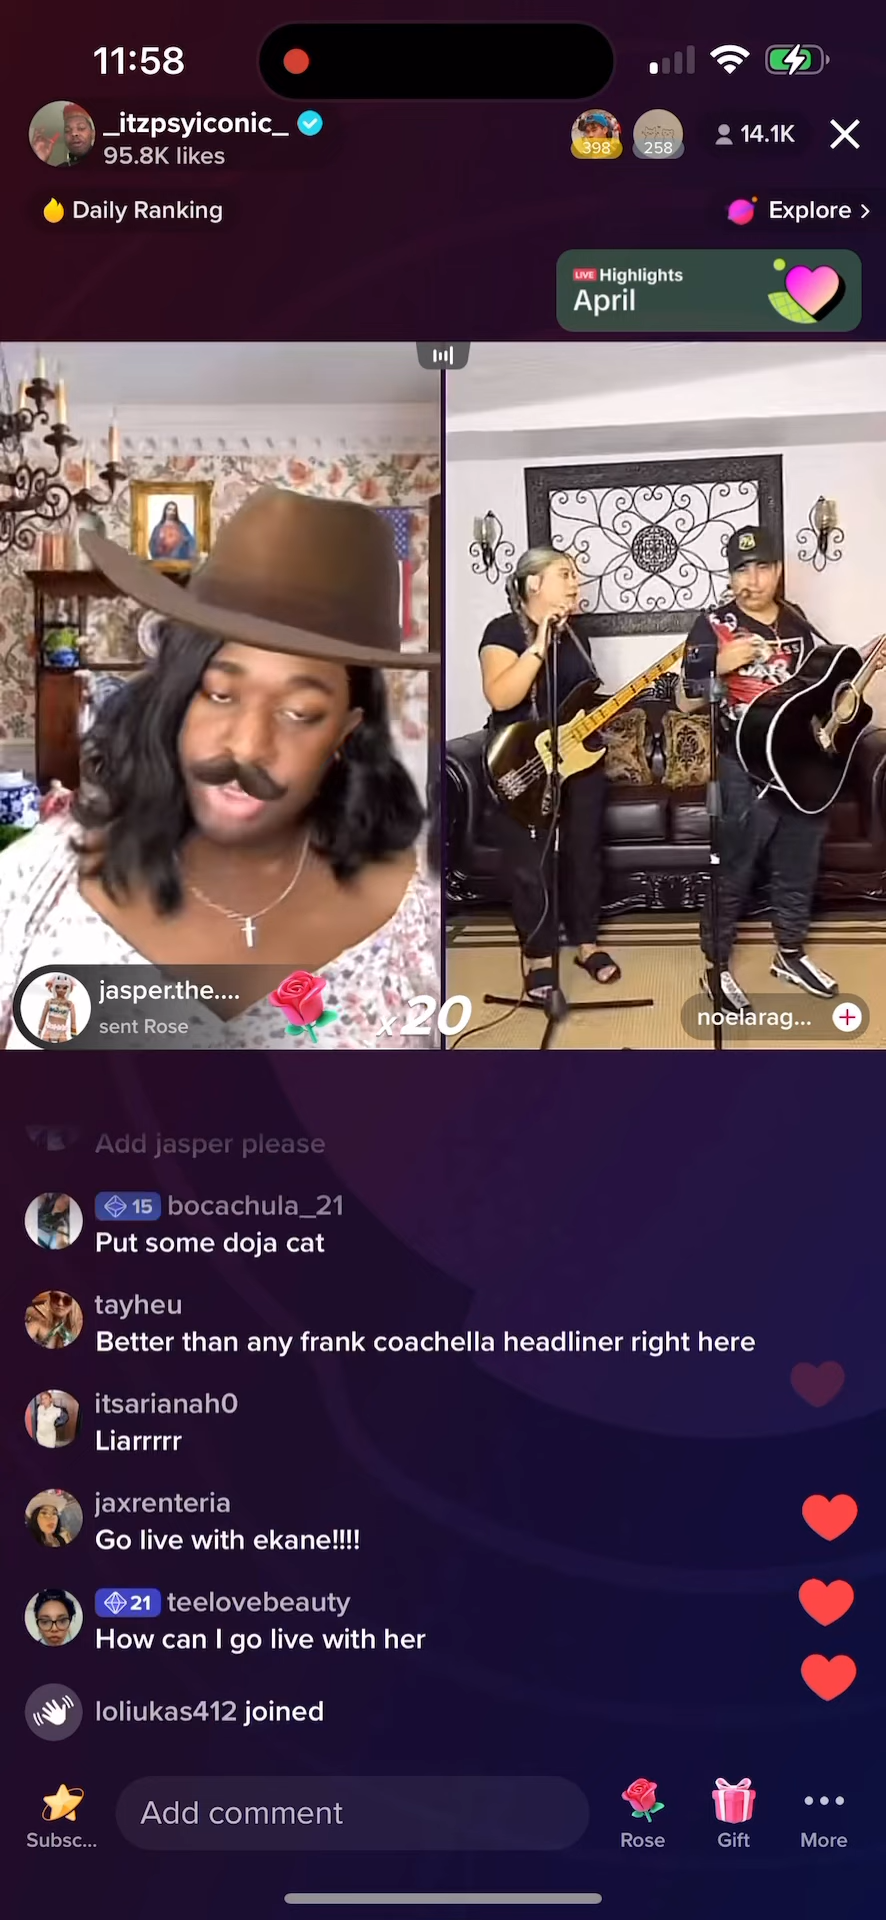 11:58
_itzpsyiconic_
95.8K likes
398
258
14.1K
Daily Ranking
Explore >
LIVE Highlights
April
jasper.the....
sent Rose
x20
noelarag...
Add jasper please
15 bocachula_21
Put some doja cat
tayheu
Better than any frank coachella headliner right here
itsarianah0
Liarrrrr
jaxrenteria
Go live with ekane!!!!
21 teelovebeauty
How can I go live with her
loliukas412 joined
Subsc...
Add comment
Rose
Gift
More